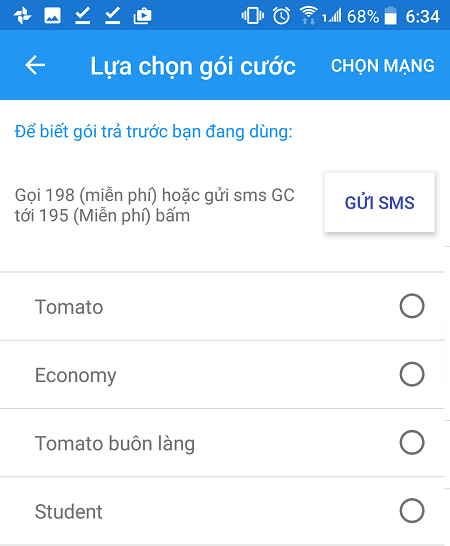 68% 6:34
Lựa chọn gói cước CHỌN MẠNG
Để biết gói trả trước bạn đang dùng:
Gọi 198 (miễn phí) hoặc gửi sms GC
tới 195 (Miễn phí) bấm
GỬI SMS
Tomato
Economy
Tomato buôn làng
Student